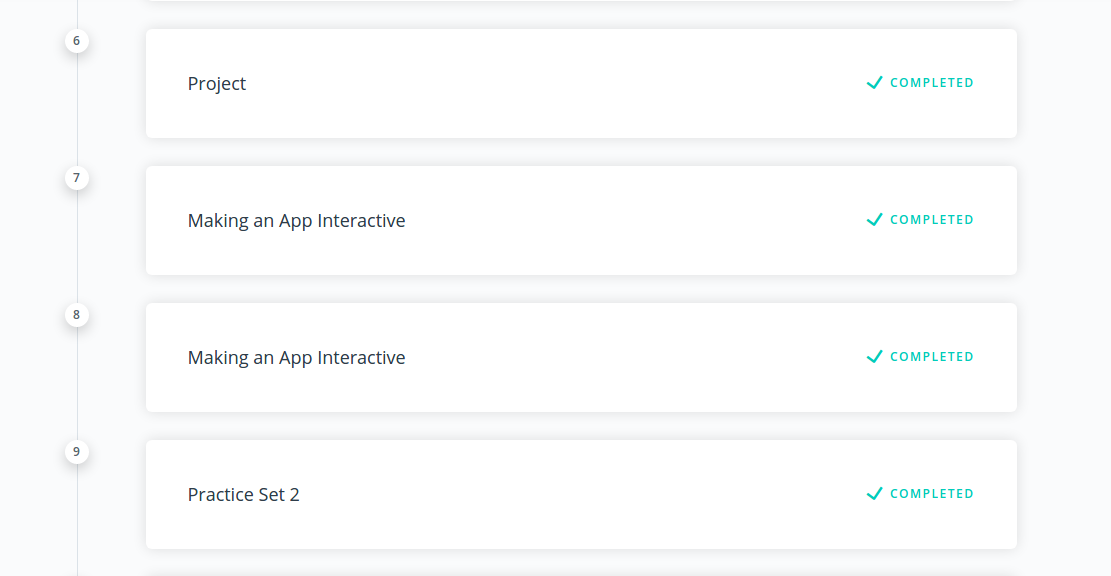 6
Project
COMPLETED
7
Making an App Interactive
COMPLETED
8
Making an App Interactive
COMPLETED
9
Practice Set 2
COMPLETED